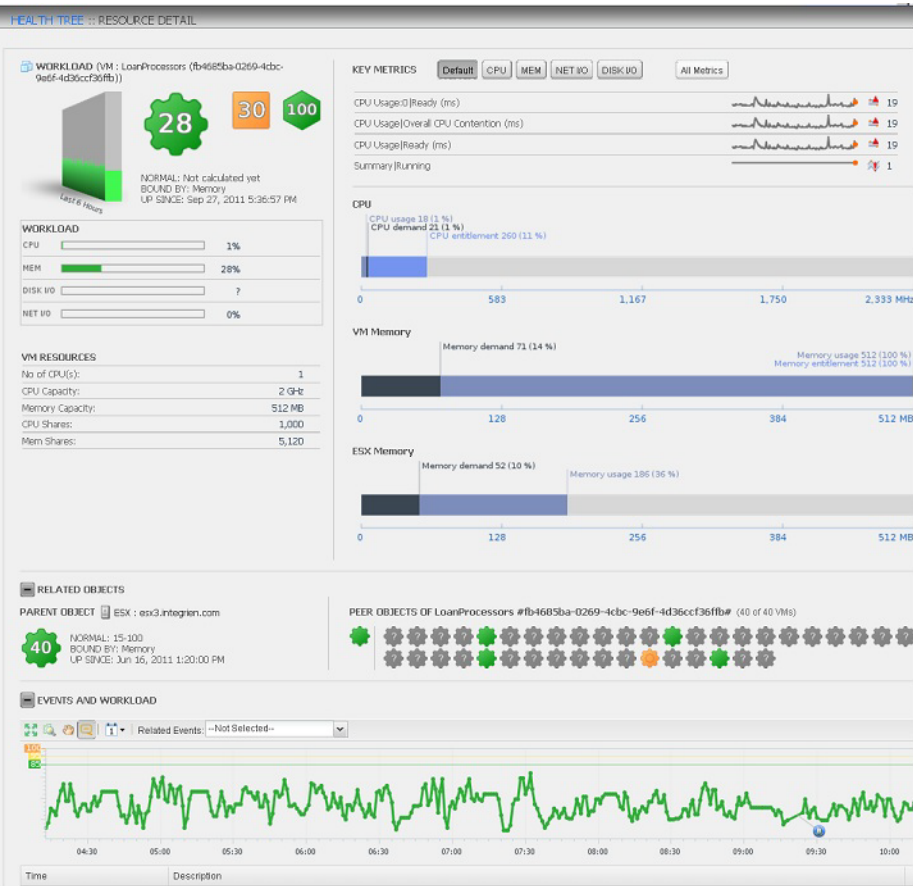 HEALTH TREE :: RESOURCE DETAIL
WORKLOAD (VM : LoanProcessors (fb4685ba-0269-4cbc-
9e6f-4d36ccf36ffb))
28
30
100
Last 6 Hours
NORMAL: Not calculated yet
BOUND BY: Memory
UP SINCE: Sep 27, 2011 5:36:57 PM
WORKLOAD
CPU 1%
MEM 28%
DISK I/O ?
NET I/O 0%
VM RESOURCES
No of CPU(s): 1
CPU Capacity: 2 GHz
Memory Capacity: 512 MB
CPU Shares: 1,000
Mem Shares: 5,120
KEY METRICS Default CPU MEM NET I/O DISK I/O All Metrics
CPU Usage:0|Ready (ms) 19
CPU Usage|Overall CPU Contention (ms) 19
CPU Usage|Ready (ms) 19
Summary|Running 1
CPU
CPU usage 18 (1 %)
CPU demand 21 (1 %)
CPU entitlement 260 (11 %)
0 583 1,167 1,750 2,333 MHz
VM Memory
Memory demand 71 (14 %)
Memory usage 512 (100 %)
Memory entitlement 512 (100 %)
0 128 256 384 512 MB
ESX Memory
Memory demand 52 (10 %)
Memory usage 186 (36 %)
0 128 256 384 512 MB
RELATED OBJECTS
PARENT OBJECT ESX : esx3.integrien.com
40
NORMAL: 15-100
BOUND BY: Memory
UP SINCE: Jun 16, 2011 1:20:00 PM
PEER OBJECTS OF LoanProcessors #fb4685ba-0269-4cbc-9e6f-4d36ccf36ffb# (40 of 40 VMs)
EVENTS AND WORKLOAD
Related Events: --Not Selected--
100
85
04:30 05:00 05:30 06:00 06:30 07:00 07:30 08:00 08:30 09:00 09:30 10:00
Time Description